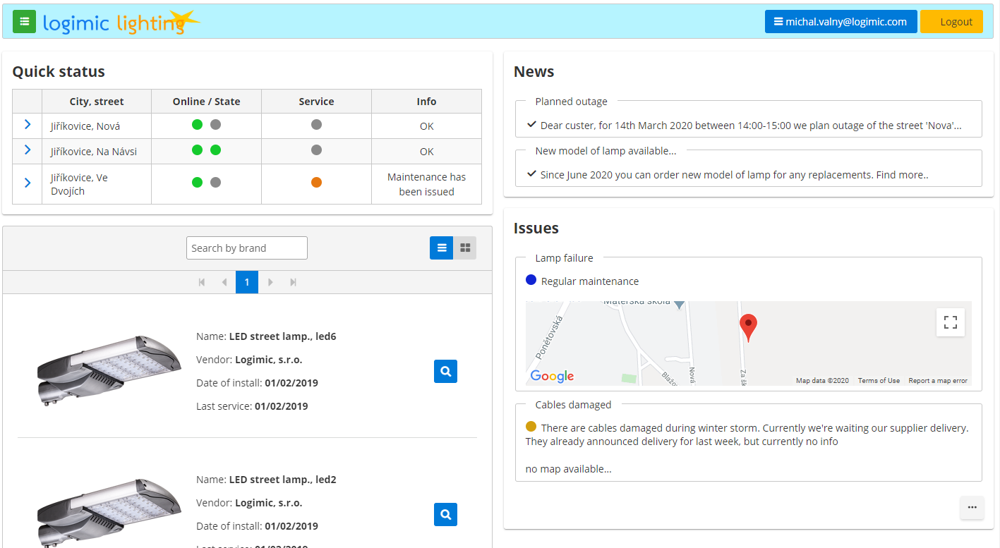 logimic lighting
michal.valny@logimic.com
Logout
Quick status
City, street Online / State Service Info
Jiříkovice, Nová OK
Jiříkovice, Na Návsi OK
Jiříkovice, Ve
Dvojích
Maintenance has
been issued
Search by brand
1
Name: LED street lamp., led6
Vendor: Logimic, s.r.o.
Date of install: 01/02/2019
Last service: 01/02/2019
Name: LED street lamp., led2
Vendor: Logimic, s.r.o.
Date of install: 01/02/2019
Last service: 01/02/2019
News
Planned outage
Dear custer, for 14th March 2020 between 14:00-15:00 we plan outage of the street 'Nova'...
New model of lamp available...
Since June 2020 you can order new model of lamp for any replacements. Find more..
Issues
Lamp failure
Regular maintenance
Mateřská škola
Ponětovská
Blažo
Nová
Za šk
Google
Map data ©2020 Terms of Use Report a map error
Cables damaged
There are cables damaged during winter storm. Currently we're waiting our supplier delivery.
They already announced delivery for last week, but currently no info
no map available...